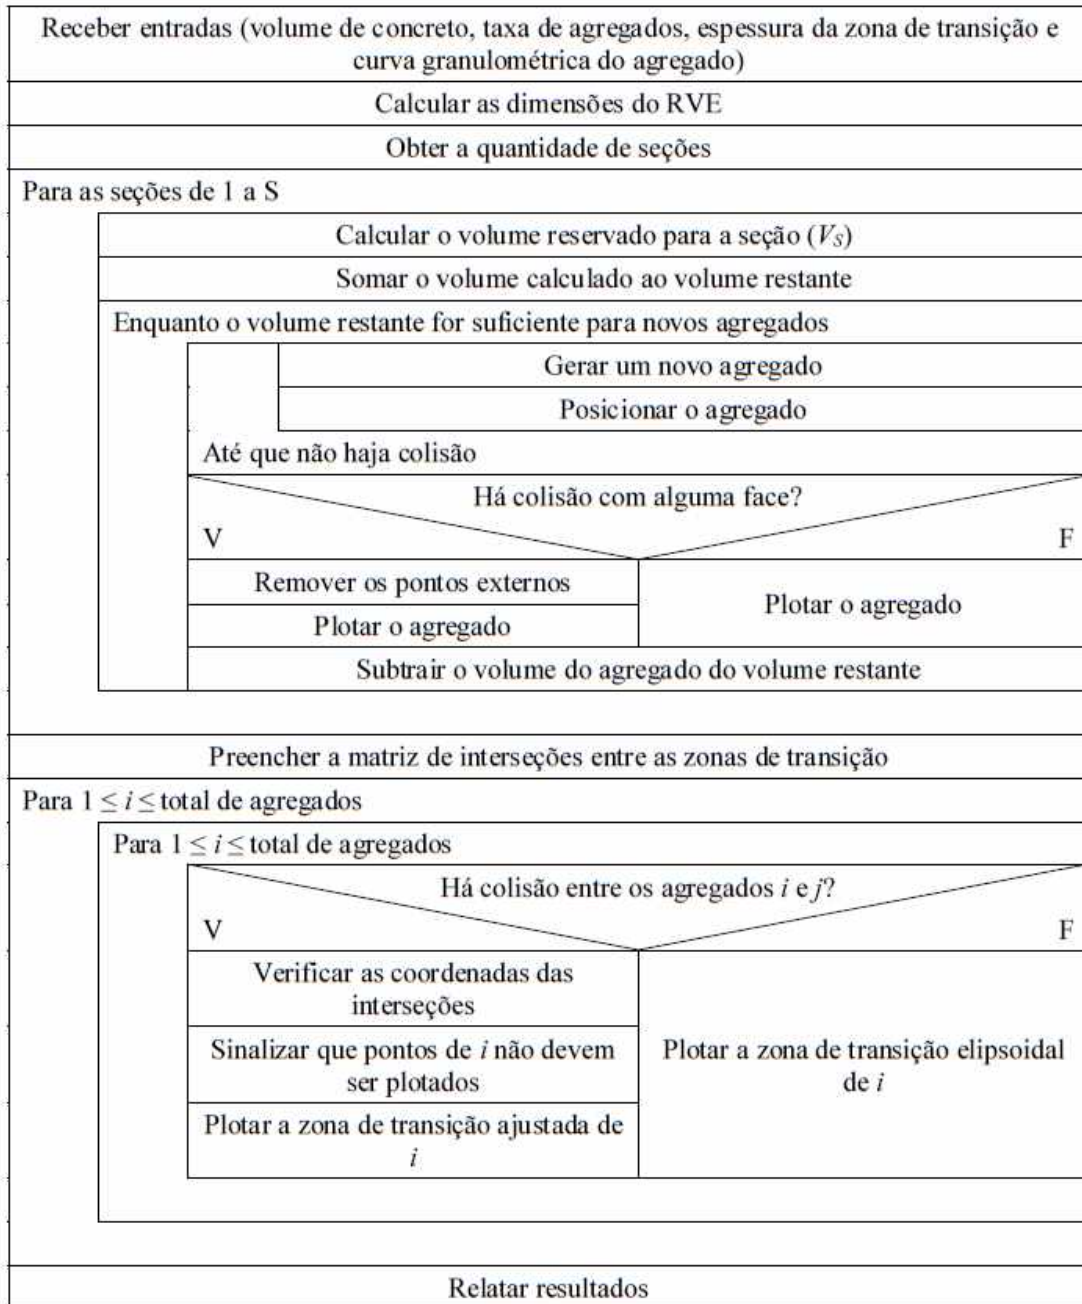 Receber entradas (volume de concreto, taxa de agregados, espessura da zona de transição e
curva granulométrica do agregado)
Calcular as dimensões do RVE
Obter a quantidade de seções
Para as seções de 1 a S
Calcular o volume reservado para a seção (VS)
Somar o volume calculado ao volume restante
Enquanto o volume restante for suficiente para novos agregados
Gerar um novo agregado
Posicionar o agregado
Até que não haja colisão
Há colisão com alguma face?
V
F
Remover os pontos externos
Plotar o agregado
Plotar o agregado
Subtrair o volume do agregado do volume restante
Preencher a matriz de interseções entre as zonas de transição
Para 1 ≤ i ≤ total de agregados
Para 1 ≤ i ≤ total de agregados
Há colisão entre os agregados i e j?
V
F
Verificar as coordenadas das
interseções
Sinalizar que pontos de i não devem
ser plotados
Plotar a zona de transição ajustada de
i
Plotar a zona de transição elipsoidal
de i
Relatar resultados